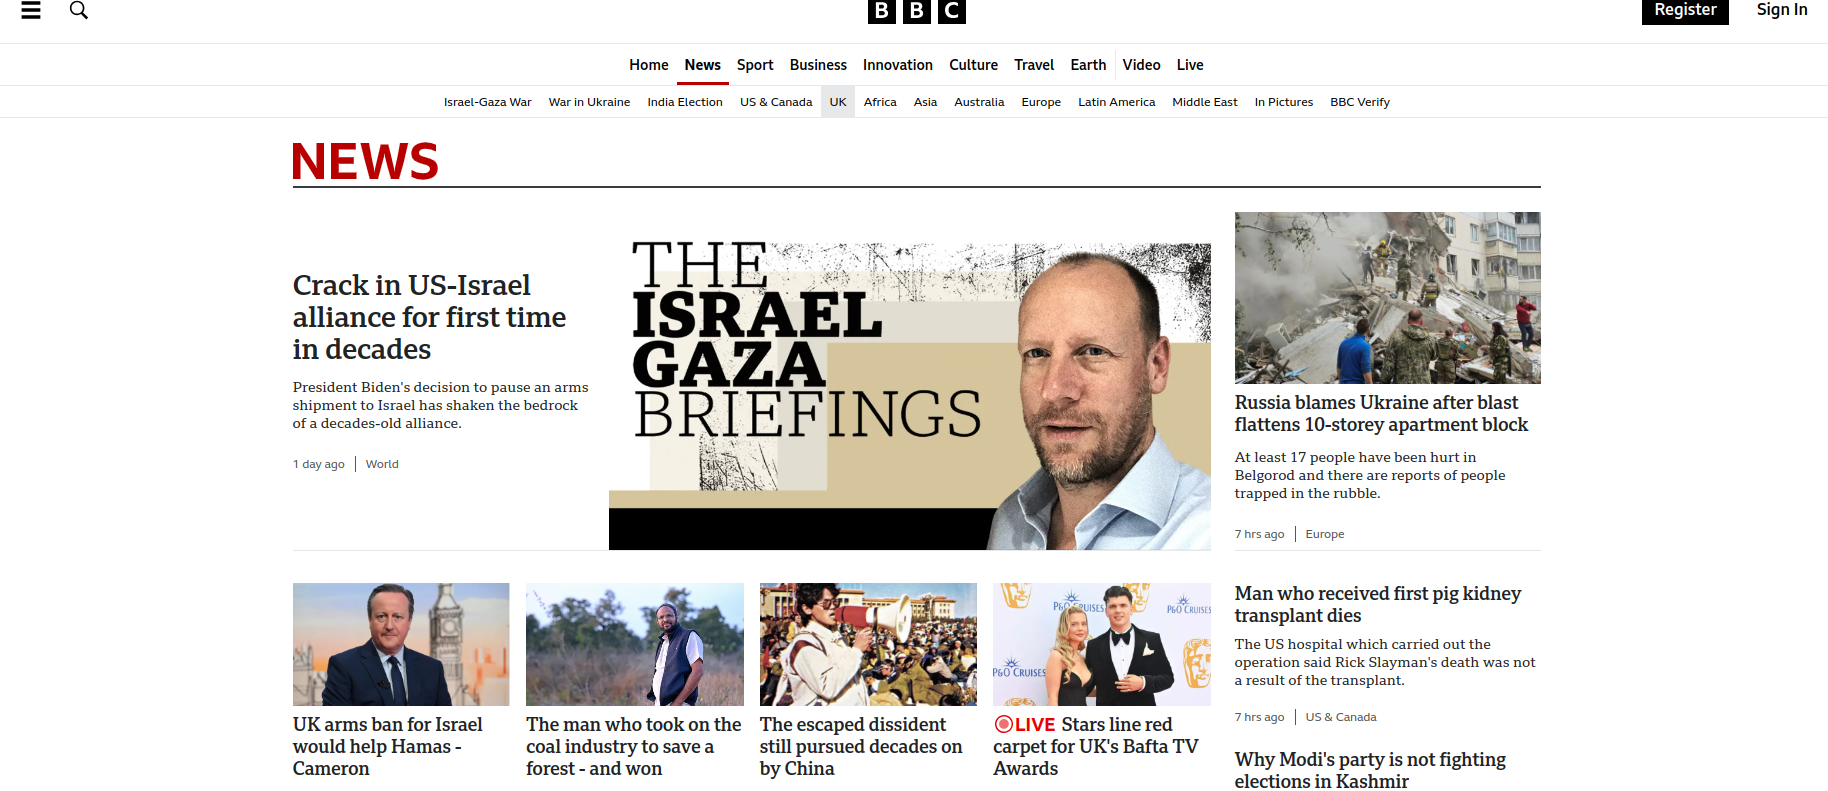 BBC
Register
Sign In
Home News Sport Business Innovation Culture Travel Earth Video Live
Israel-Gaza War War in Ukraine India Election US & Canada UK Africa Asia Australia Europe Latin America Middle East In Pictures BBC Verify
NEWS
Crack in US-Israel
alliance for first time
in decades
President Biden's decision to pause an arms
shipment to Israel has shaken the bedrock
of a decades-old alliance.
1 day ago | World
THE
ISRAEL
GAZA
BRIEFINGS
Russia blames Ukraine after blast
flattens 10-storey apartment block
At least 17 people have been hurt in
Belgorod and there are reports of people
trapped in the rubble.
7 hrs ago | Europe
UK arms ban for Israel
would help Hamas -
Cameron
The man who took on the
coal industry to save a
forest - and won
The escaped dissident
still pursued decades on
by China
P&O CRUISES
P&O CRUISES
P&O CRUISES
LIVE Stars line red
carpet for UK's Bafta TV
Awards
Man who received first pig kidney
transplant dies
The US hospital which carried out the
operation said Rick Slayman's death was not
a result of the transplant.
7 hrs ago | US & Canada
Why Modi's party is not fighting
elections in Kashmir